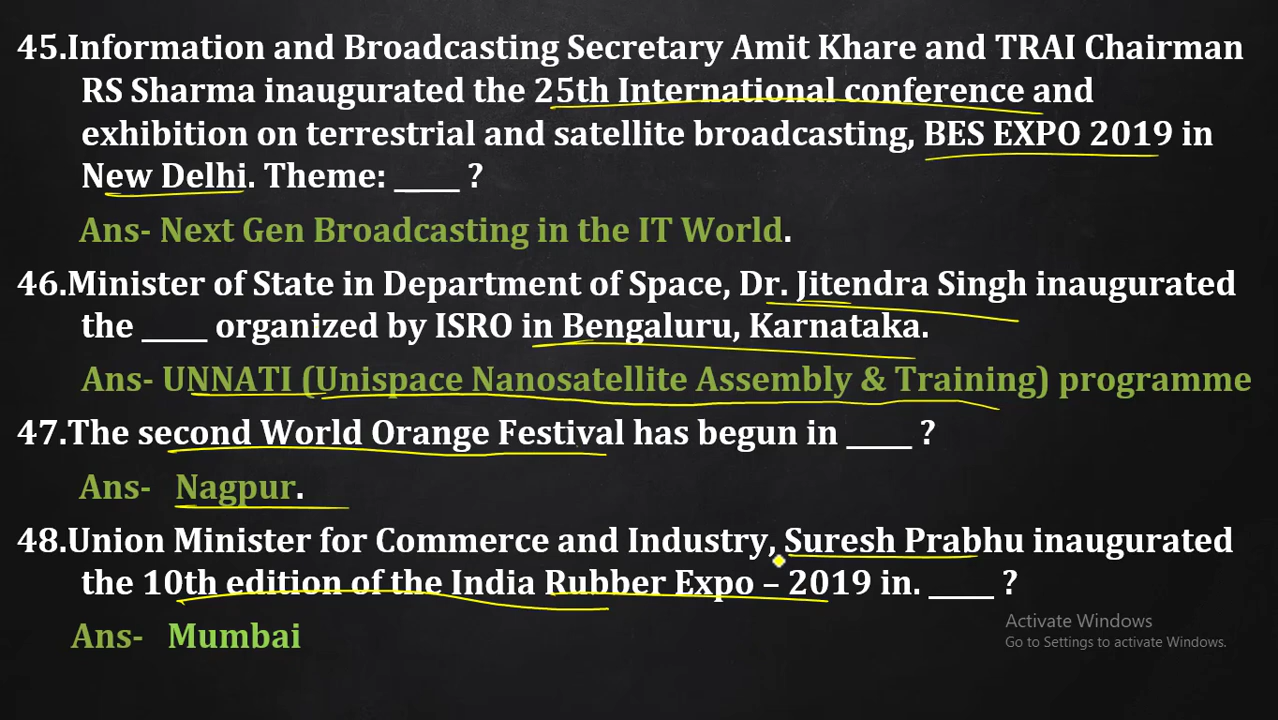 45.Information and Broadcasting Secretary Amit Khare and TRAI Chairman
RS Sharma inaugurated the 25th International conference and
exhibition on terrestrial and satellite broadcasting, BES EXPO 2019 in
New Delhi. Theme: ____ ?
Ans- Next Gen Broadcasting in the IT World.
46.Minister of State in Department of Space, Dr. Jitendra Singh inaugurated
the ____ organized by ISRO in Bengaluru, Karnataka.
Ans- UNNATI (Unispace Nanosatellite Assembly & Training) programme
47.The second World Orange Festival has begun in ____ ?
Ans- Nagpur.
48.Union Minister for Commerce and Industry, Suresh Prabhu inaugurated
the 10th edition of the India Rubber Expo – 2019 in. ____ ?
Ans- Mumbai
Activate Windows
Go to Settings to activate Windows.